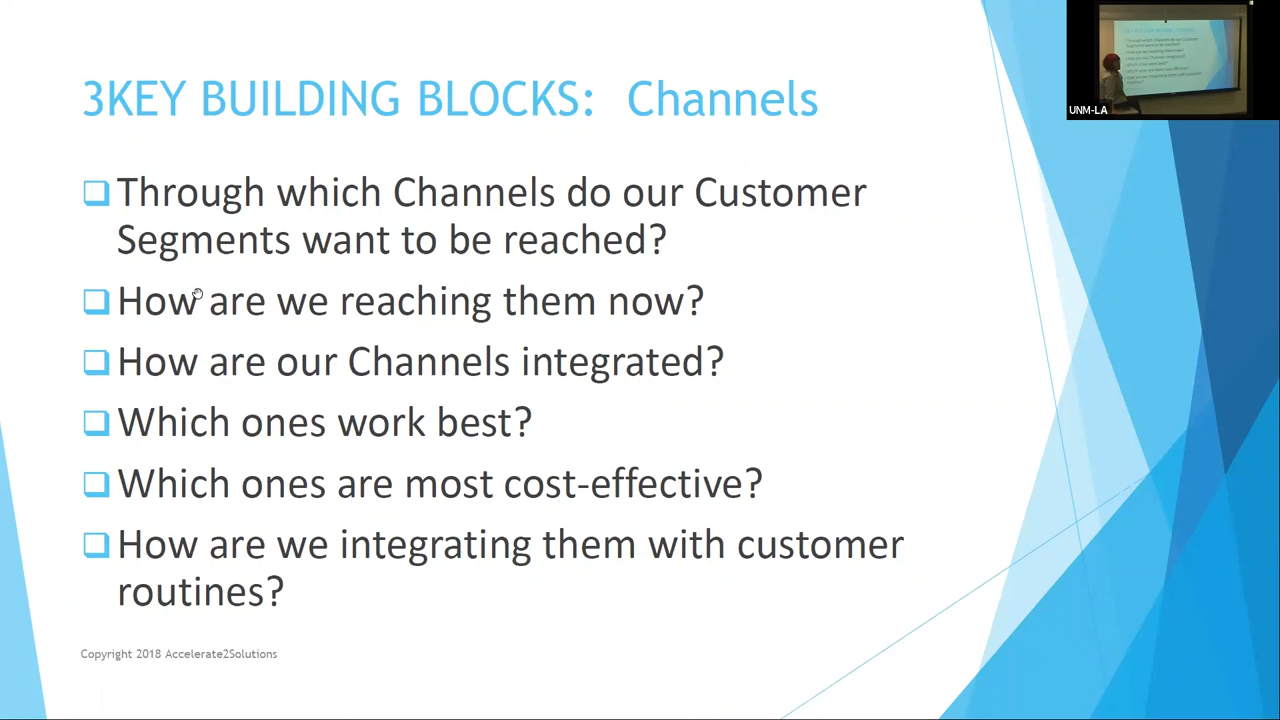 3KEY BUILDING BLOCKS: Channels
Through which Channels do our Customer
Segments want to be reached?
How are we reaching them now?
How are our Channels integrated?
Which ones work best?
Which ones are most cost-effective?
How are we integrating them with customer
routines?
Copyright 2018 Accelerate2Solutions
UNM-LA